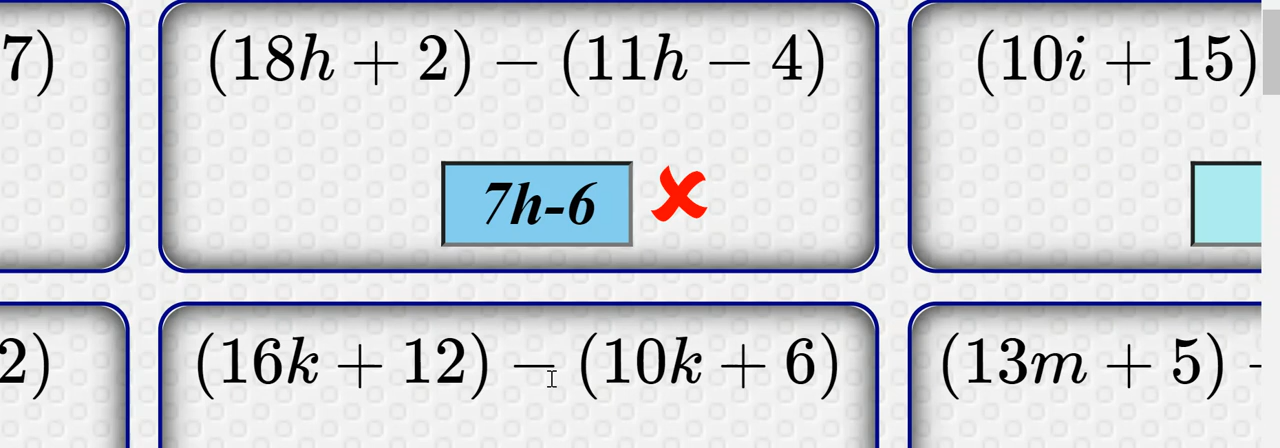 7)
(18h + 2) − (11h − 4)
(10i + 15)
7h-6
2)
(16k + 12) − (10k + 6)
(13m + 5) −